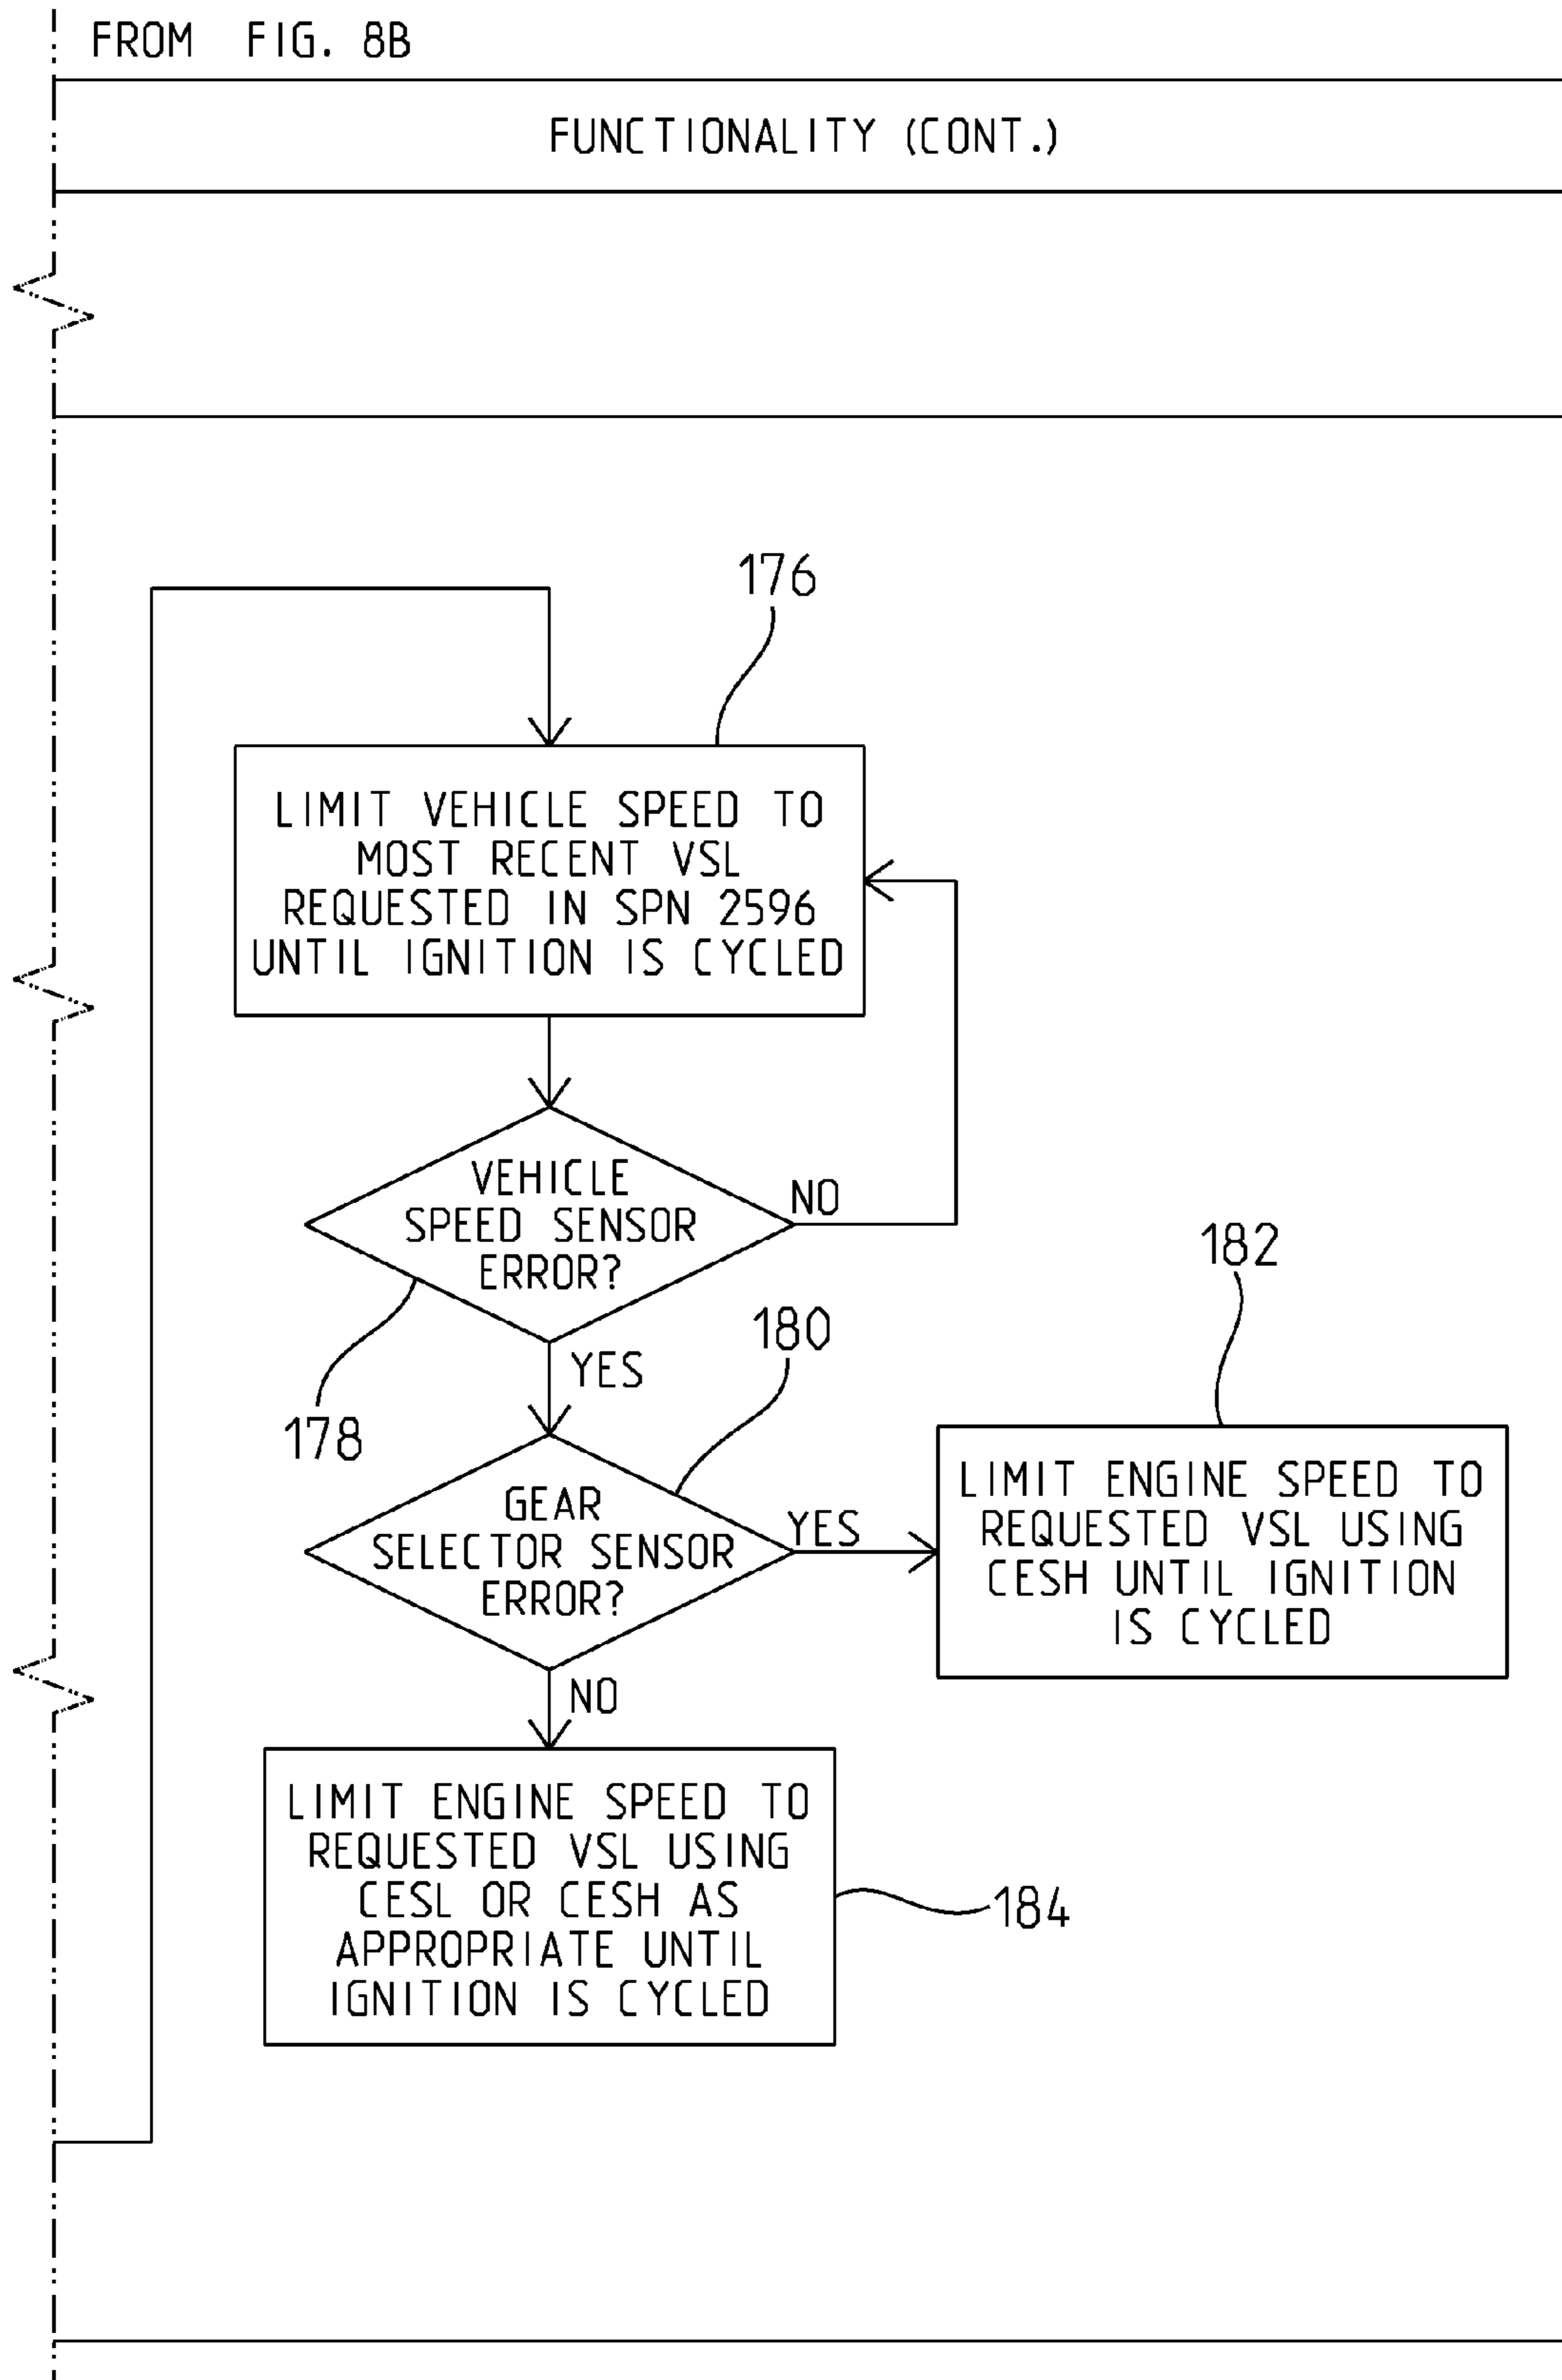 FROM FIG. 8B
FUNCTIONALITY (CONT.)
176
LIMIT VEHICLE SPEED TO
MOST RECENT VSL
REQUESTED IN SPN 2596
UNTIL IGNITION IS CYCLED
VEHICLE
SPEED SENSOR
ERROR?
NO
182
180
YES
178
GEAR
SELECTOR SENSOR
ERROR?
YES
LIMIT ENGINE SPEED TO
REQUESTED VSL USING
CESH UNTIL IGNITION
IS CYCLED
NO
LIMIT ENGINE SPEED TO
REQUESTED VSL USING
CESL OR CESH AS
APPROPRIATE UNTIL
IGNITION IS CYCLED
184